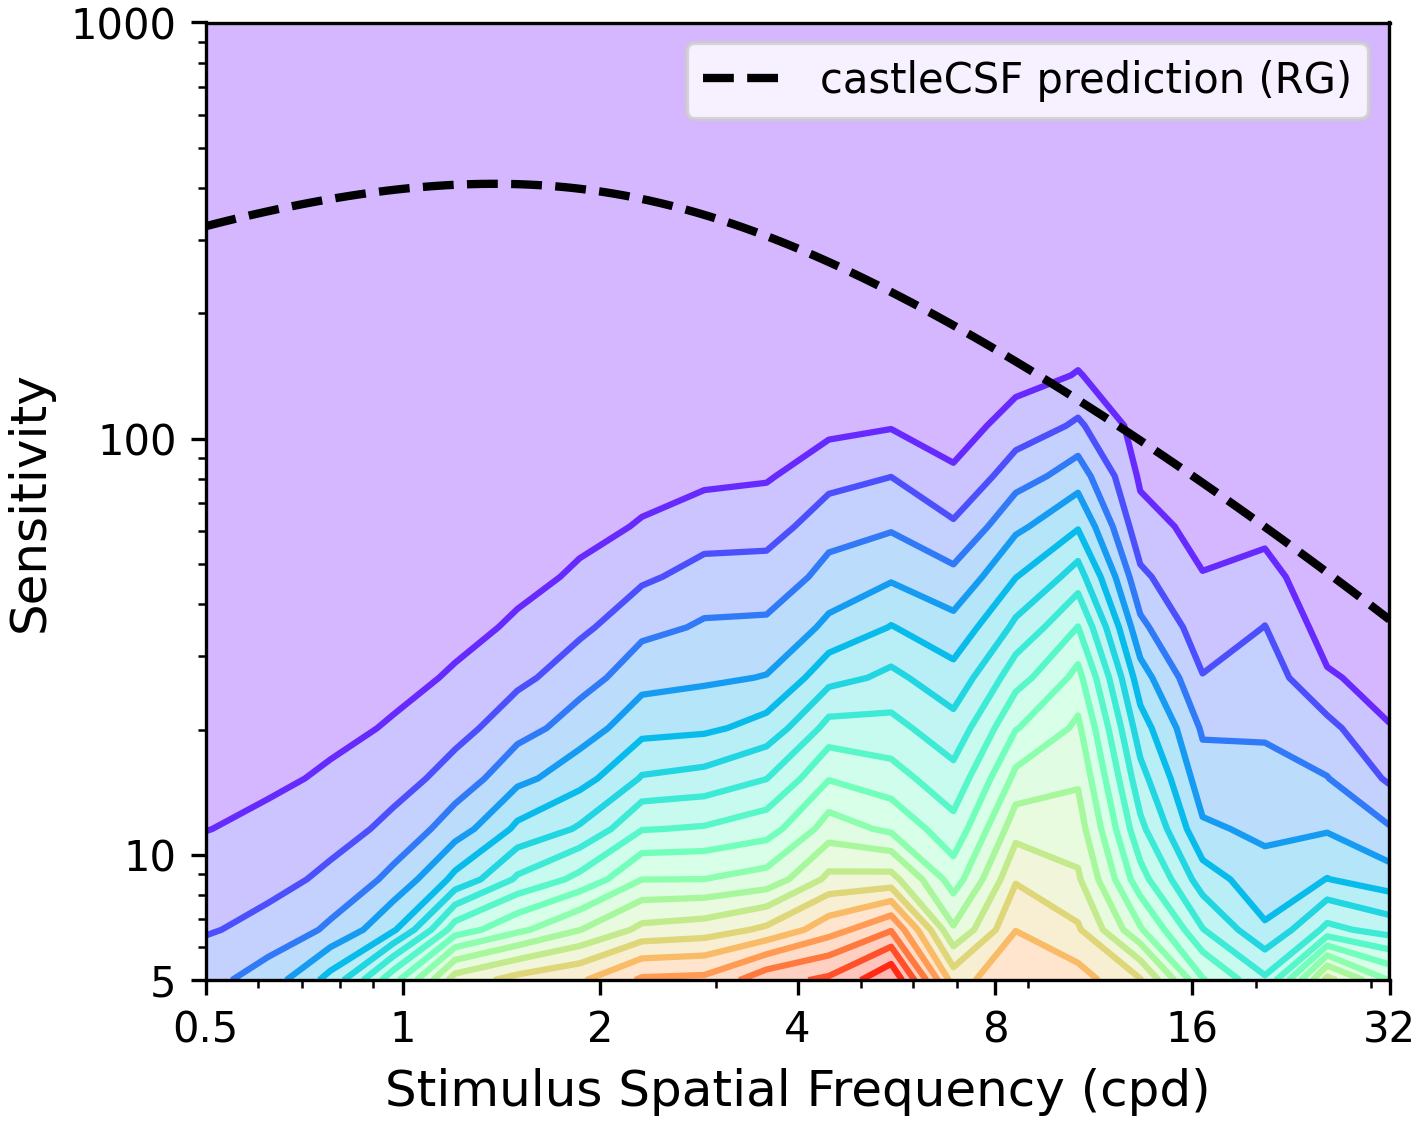 1000
castleCSF prediction (RG)
100
Sensitivity
10
5
0.5 1 2 4 8 16 32
Stimulus Spatial Frequency (cpd)